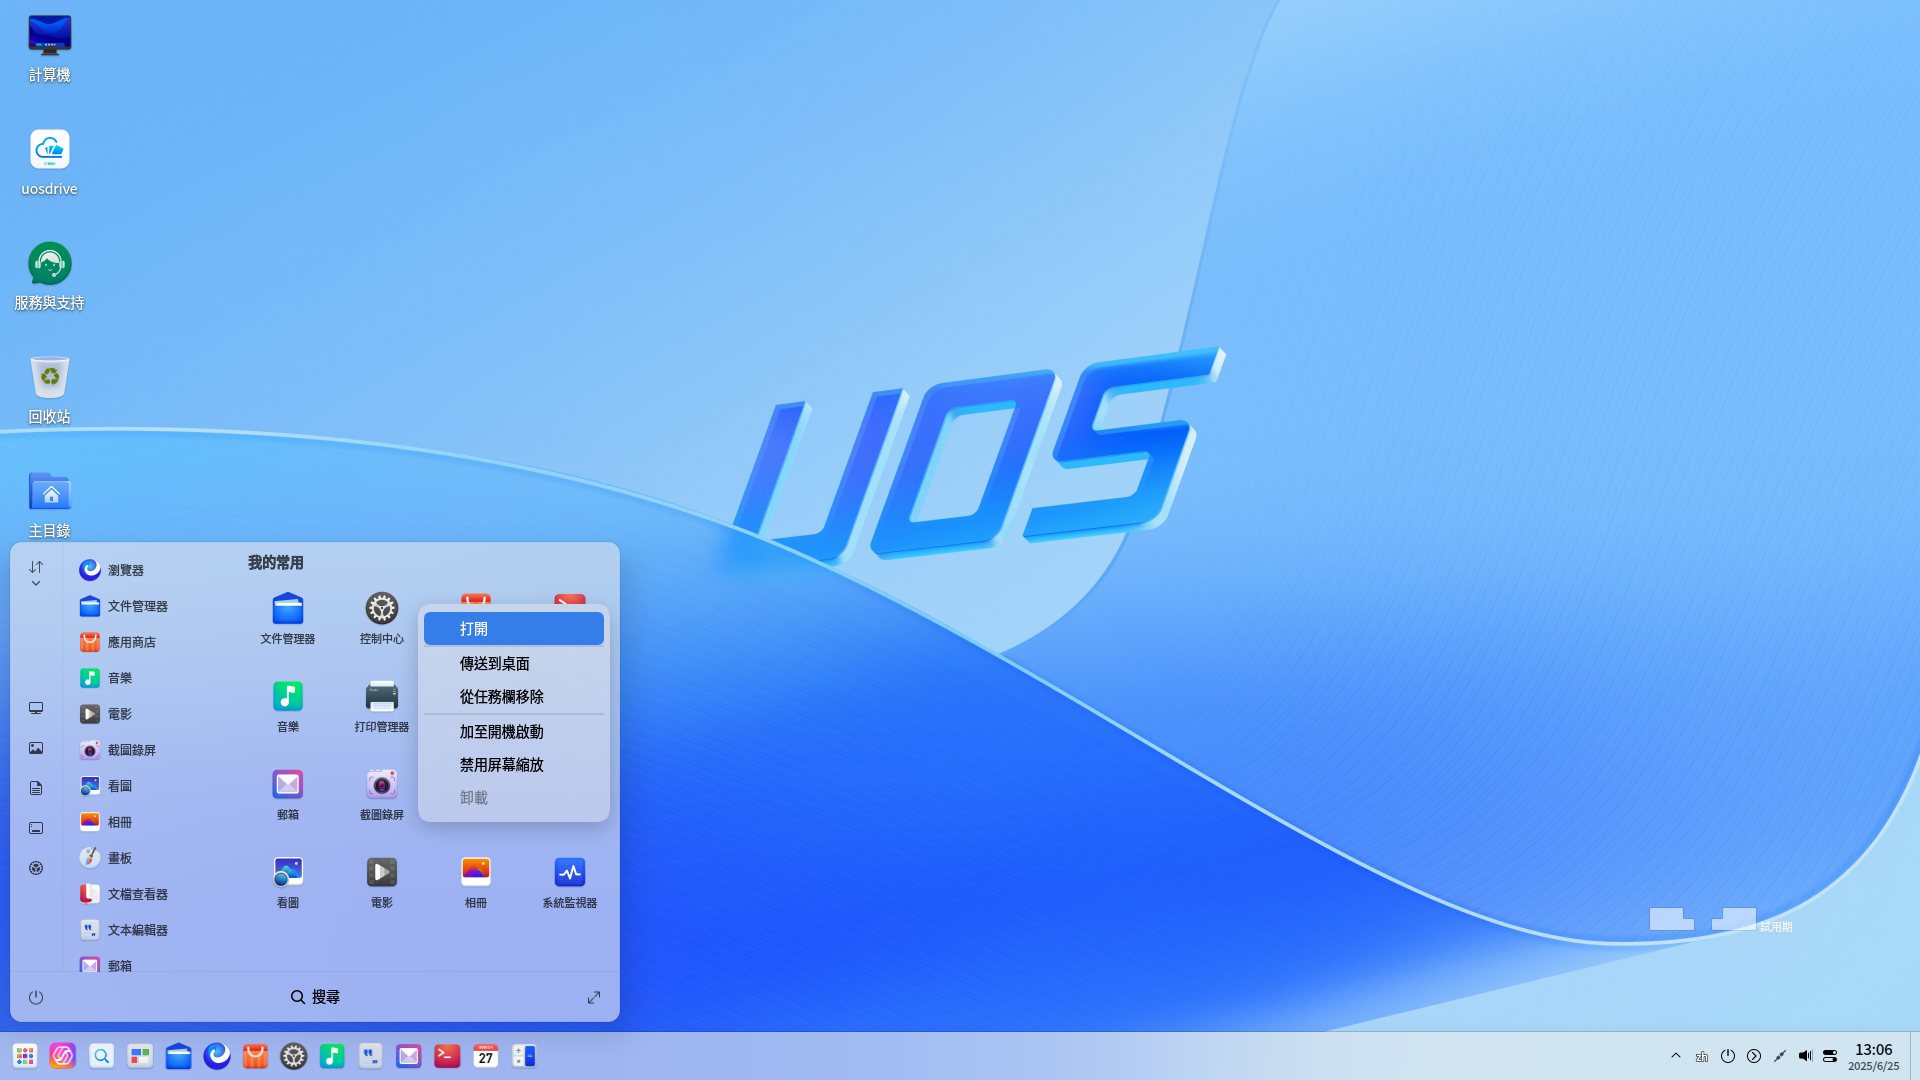 計算機
uosdrive
服務與支持
回收站
主目錄
UOS
瀏覽器
文件管理器
應用商店
音樂
電影
截圖錄屏
看圖
相冊
畫板
文檔查看器
文本編輯器
郵箱
我的常用
文件管理器
控制中心
音樂
打印管理器
郵箱
截圖錄屏
看圖
電影
相冊
系統監視器
打開
傳送到桌面
從任務欄移除
加至開機啟動
禁用屏幕縮放
卸載
搜尋
試用期
MARCH
27
zh
13:06
2025/6/25